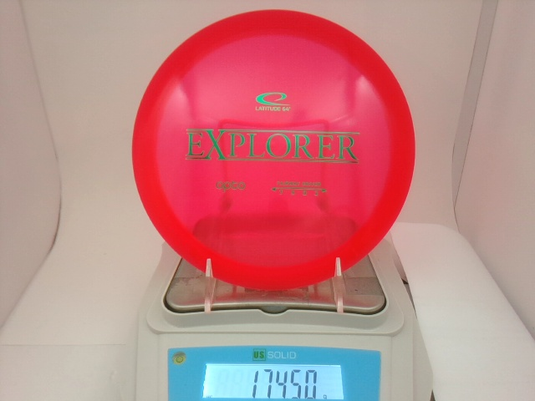 LATITUDE 64°
EXPLORER
US SOLID
174.50 g